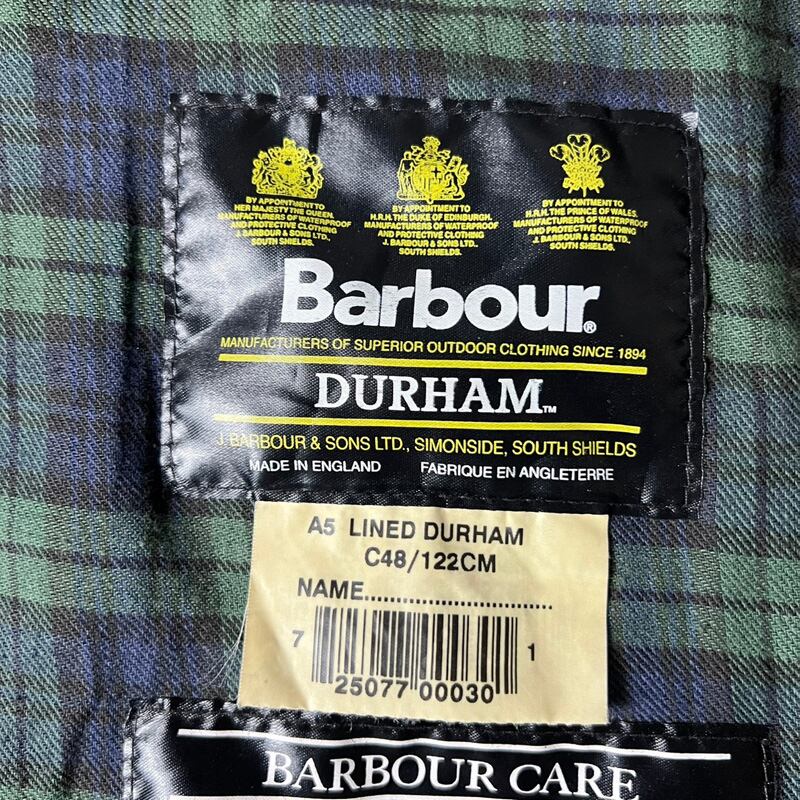 BY APPOINTMENT TO
HER MAJESTY THE QUEEN.
MANUFACTURERS OF WATERPROOF
AND PROTECTIVE CLOTHING
J. BARBOUR & SONS LTD.
SOUTH SHIELDS.
BY APPOINTMENT TO
H.R.H. THE DUKE OF EDINBURGH.
MANUFACTURERS OF WATERPROOF
AND PROTECTIVE CLOTHING
J. BARBOUR & SONS LTD.
SOUTH SHIELDS.
BY APPOINTMENT TO
H.R.H. THE PRINCE OF WALES.
MANUFACTURERS OF WATERPROOF
AND PROTECTIVE CLOTHING
J. BARBOUR & SONS LTD.
SOUTH SHIELDS.
Barbour®
MANUFACTURERS OF SUPERIOR OUTDOOR CLOTHING SINCE 1894
DURHAM™
J. BARBOUR & SONS LTD., SIMONSIDE, SOUTH SHIELDS
MADE IN ENGLAND FABRIQUE EN ANGLETERRE
A5 LINED DURHAM
C48/122CM
NAME..............................
7 25077 00030 1
BARBOUR CARE